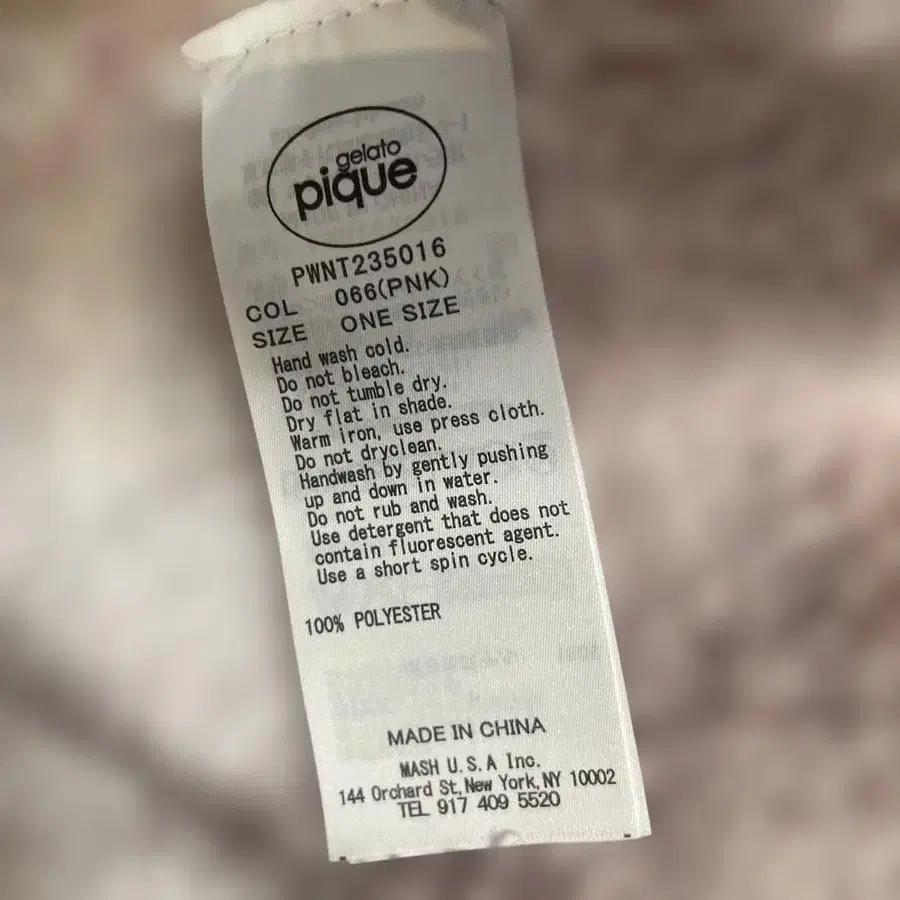 gelato
pique
PWNT235016
COL 066(PNK)
SIZE ONE SIZE
Hand wash cold.
Do not bleach.
Do not tumble dry.
Dry flat in shade.
Warm iron, use press cloth.
Do not dryclean.
Handwash by gently pushing
up and down in water.
Do not rub and wash.
Use detergent that does not
contain fluorescent agent.
Use a short spin cycle.
100% POLYESTER
MADE IN CHINA
MASH U.S.A Inc.
144 Orchard St,New York,NY 10002
TEL 917 409 5520